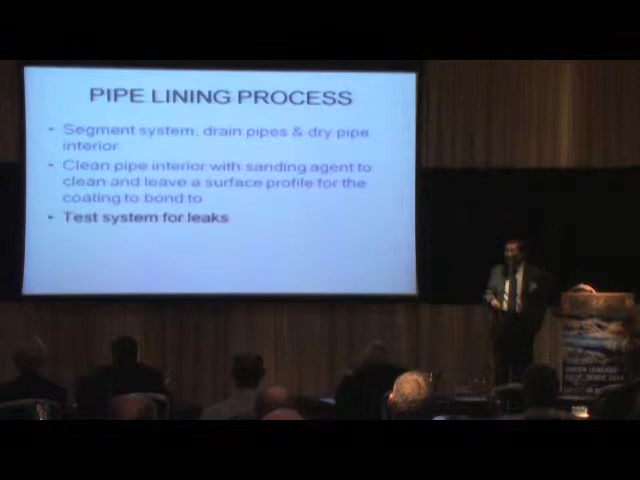 PIPE LINING PROCESS
• Segment system, drain pipes & dry pipe
interior
• Clean pipe interior with sanding agent to
clean and leave a surface profile for the
coating to bond to
• Test system for leaks